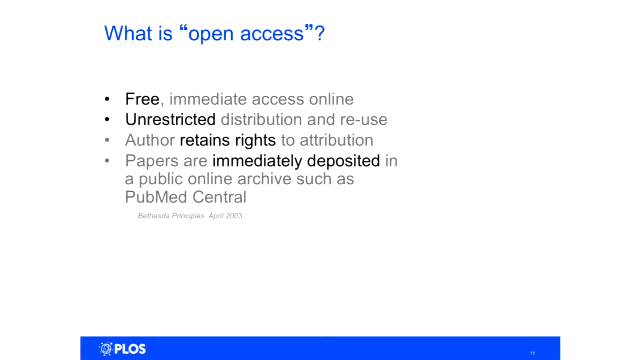 What is “open access”?
• Free, immediate access online
• Unrestricted distribution and re-use
• Author retains rights to attribution
• Papers are immediately deposited in
a public online archive such as
PubMed Central
Bethesda Principles. April 2003
PLOS
11